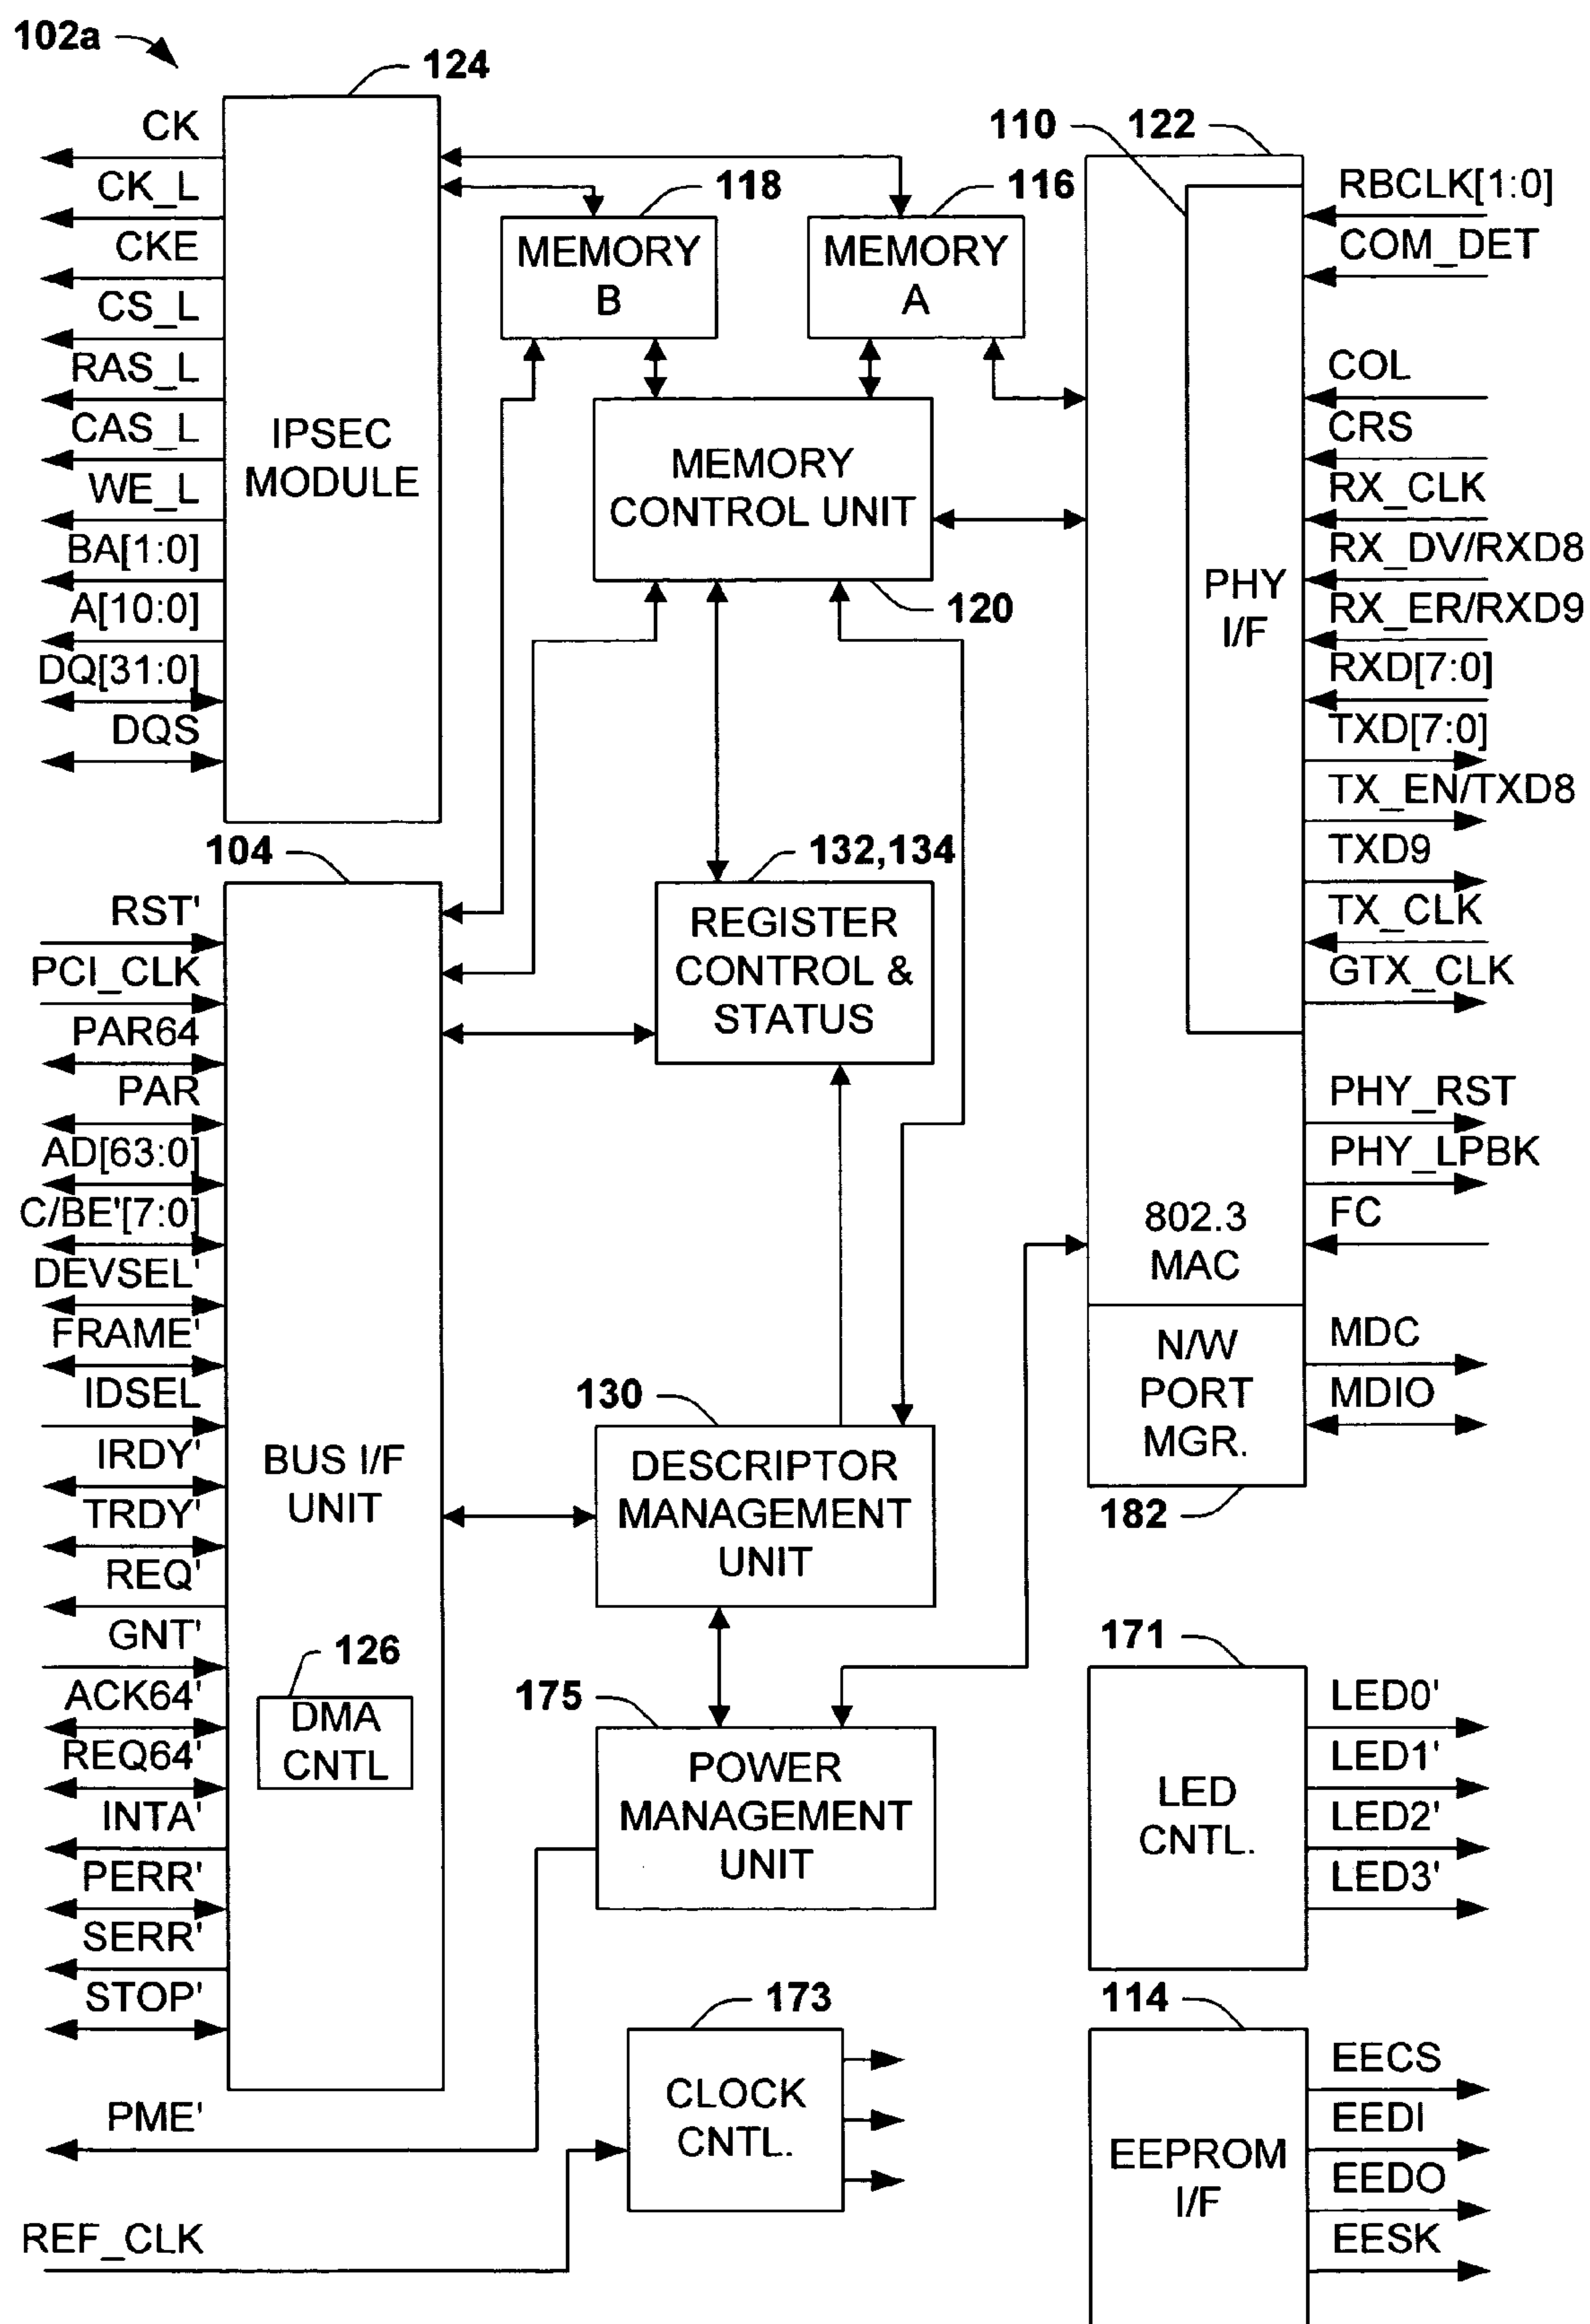 102a
124
CK
CK_L
CKE
CS_L
RAS_L
CAS_L
WE_L
BA[1:0]
A[10:0]
DQ[31:0]
DQS
IPSEC
MODULE
118
MEMORY
B
116
MEMORY
A
MEMORY
CONTROL UNIT
120
110
122
PHY
I/F
802.3
MAC
N/W
PORT
MGR.
182
RBCLK[1:0]
COM_DET
COL
CRS
RX_CLK
RX_DV/RXD8
RX_ER/RXD9
RXD[7:0]
TXD[7:0]
TX_EN/TXD8
TXD9
TX_CLK
GTX_CLK
PHY_RST
PHY_LPBK
FC
MDC
MDIO
104
RST'
PCI_CLK
PAR64
PAR
AD[63:0]
C/BE'[7:0]
DEVSEL'
FRAME'
IDSEL
IRDY'
TRDY'
REQ'
GNT'
ACK64'
REQ64'
INTA'
PERR'
SERR'
STOP'
PME'
REF_CLK
BUS I/F
UNIT
126
DMA
CNTL
132,134
REGISTER
CONTROL &
STATUS
130
DESCRIPTOR
MANAGEMENT
UNIT
175
POWER
MANAGEMENT
UNIT
173
CLOCK
CNTL.
171
LED
CNTL.
LED0'
LED1'
LED2'
LED3'
114
EEPROM
I/F
EECS
EEDI
EEDO
EESK